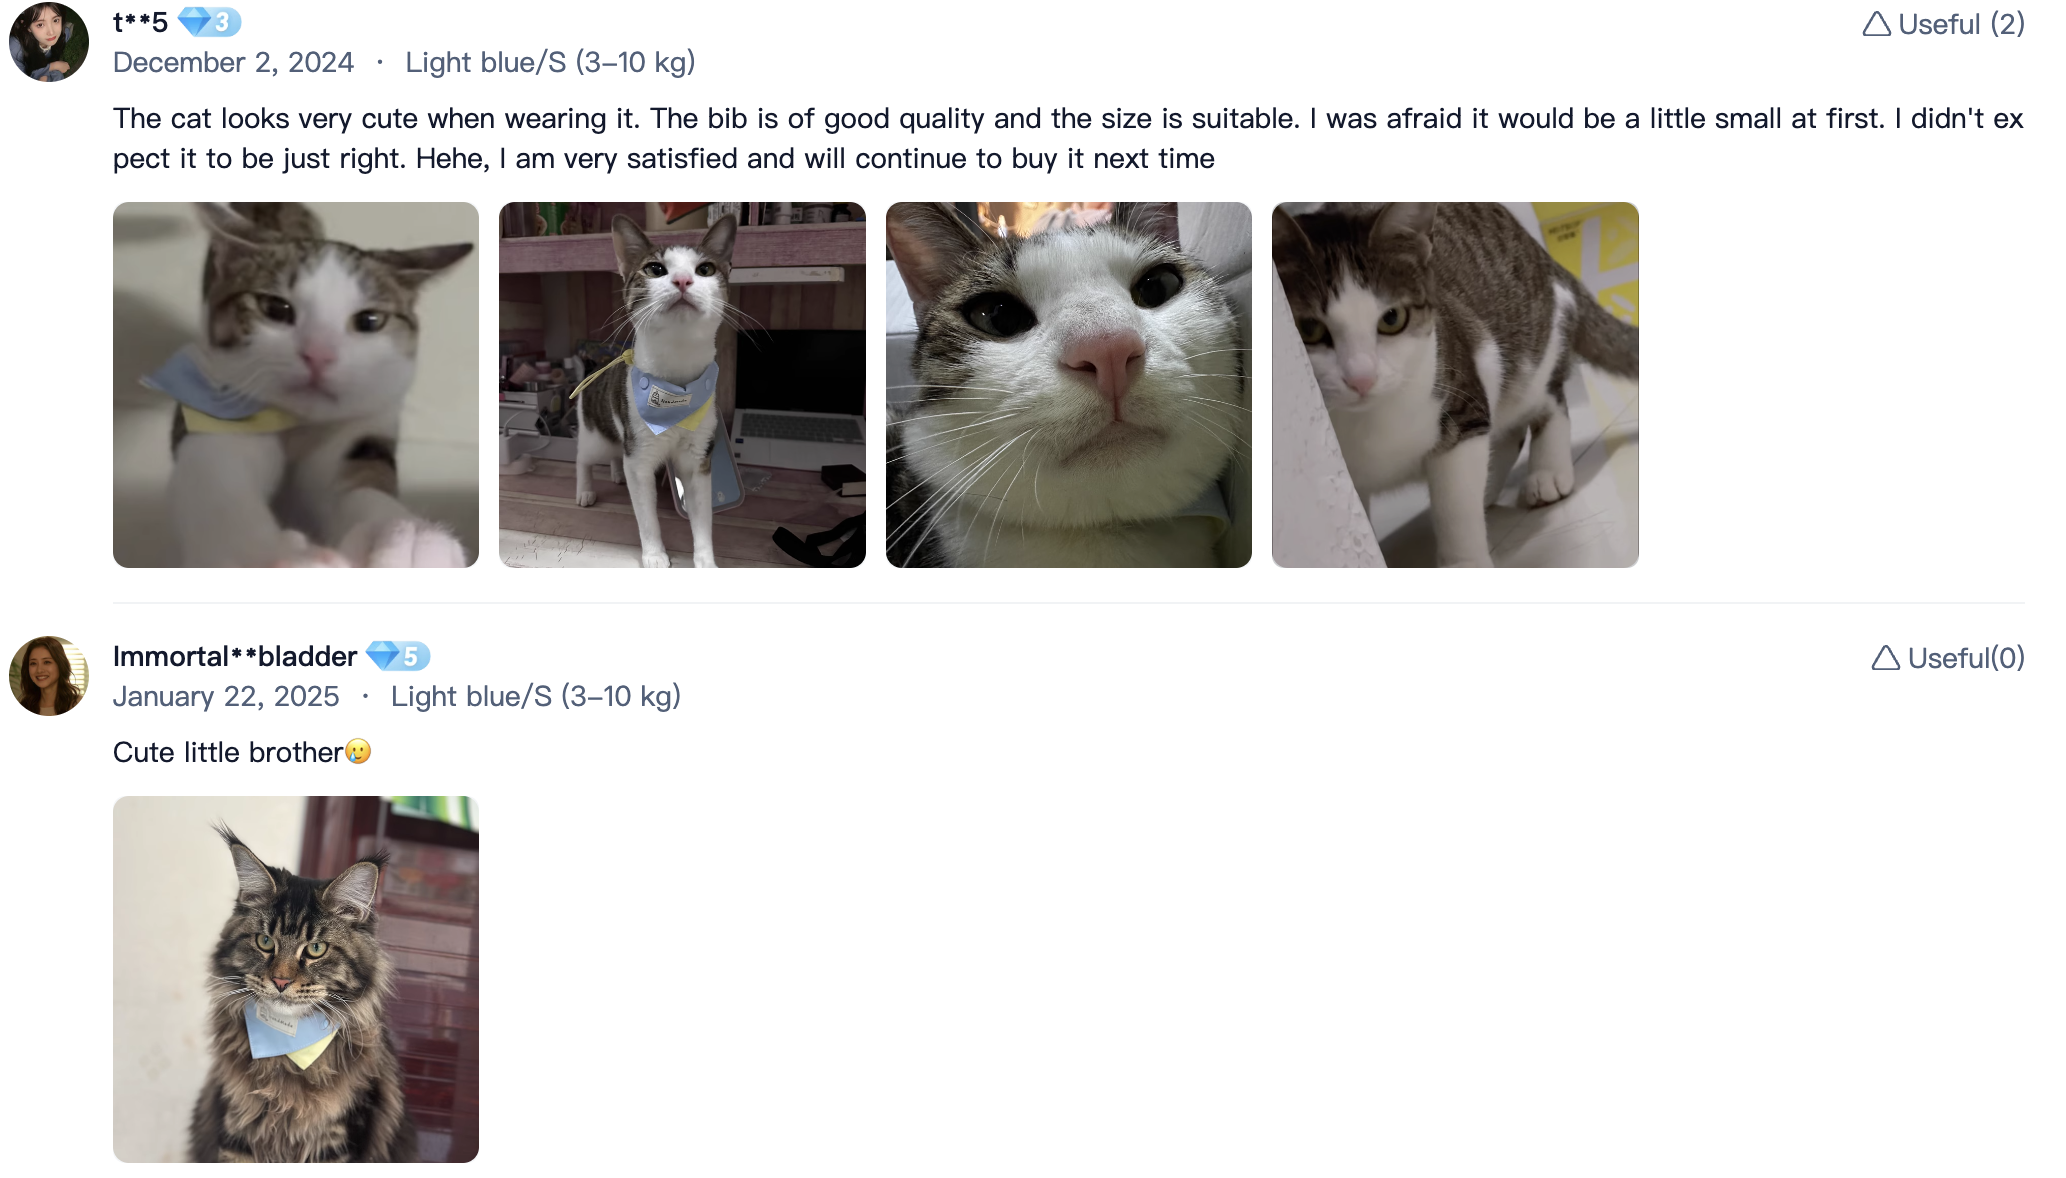 t**5 3
Useful (2)
December 2, 2024 · Light blue/S (3–10 kg)
The cat looks very cute when wearing it. The bib is of good quality and the size is suitable. I was afraid it would be a little small at first. I didn't ex
pect it to be just right. Hehe, I am very satisfied and will continue to buy it next time
Immortal**bladder 5
Useful(0)
January 22, 2025 · Light blue/S (3–10 kg)
Cute little brother🥲